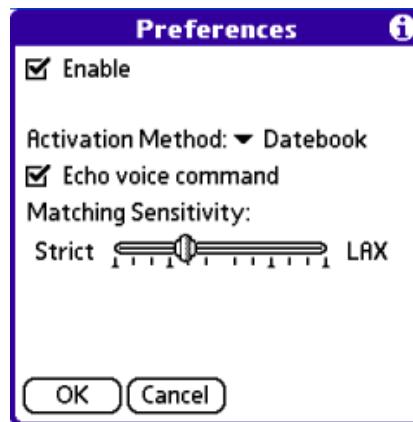 Preferences
Enable
Activation Method: Datebook
Echo voice command
Matching Sensitivity:
Strict LAX
OK Cancel